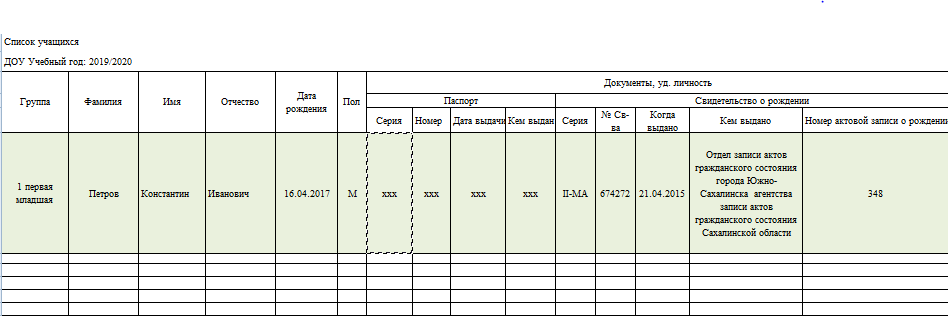 Список учащихся
ДОУ Учебный год: 2019/2020
Документы, уд. личность
Группа Фамилия Имя Отчество Дата рождения Пол Паспорт Свидетельство о рождении
Серия Номер Дата выдачи Кем выдан Серия № Св-ва Когда выдано Кем выдано Номер актовой записи о рождении
1 первая младшая Петров Константин Иванович 16.04.2017 М xxx xxx xxx xxx II-МА 674272 21.04.2015
Отдел записи актов
гражданского состояния
города Южно-
Сахалинска агентства
записи актов
гражданского состояния
Сахалинской области
348